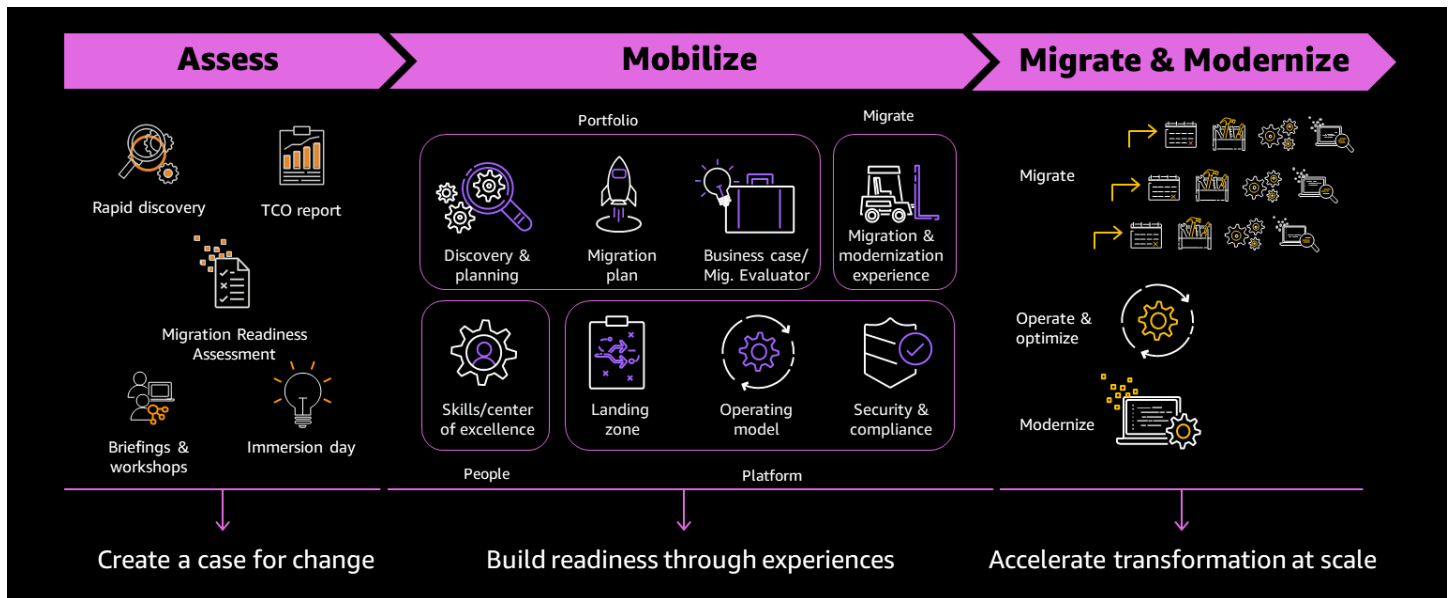 Assess
Mobilize
Migrate & Modernize
Rapid discovery
TCO report
Migration Readiness
Assessment
Briefings &
workshops
Immersion day
Portfolio
Migrate
Discovery &
planning
Migration
plan
Business case/
Mig. Evaluator
Migration &
modernization
experience
Skills/center
of excellence
Landing
zone
Operating
model
Security &
compliance
People
Platform
Migrate
Operate &
optimize
Modernize
Create a case for change
Build readiness through experiences
Accelerate transformation at scale